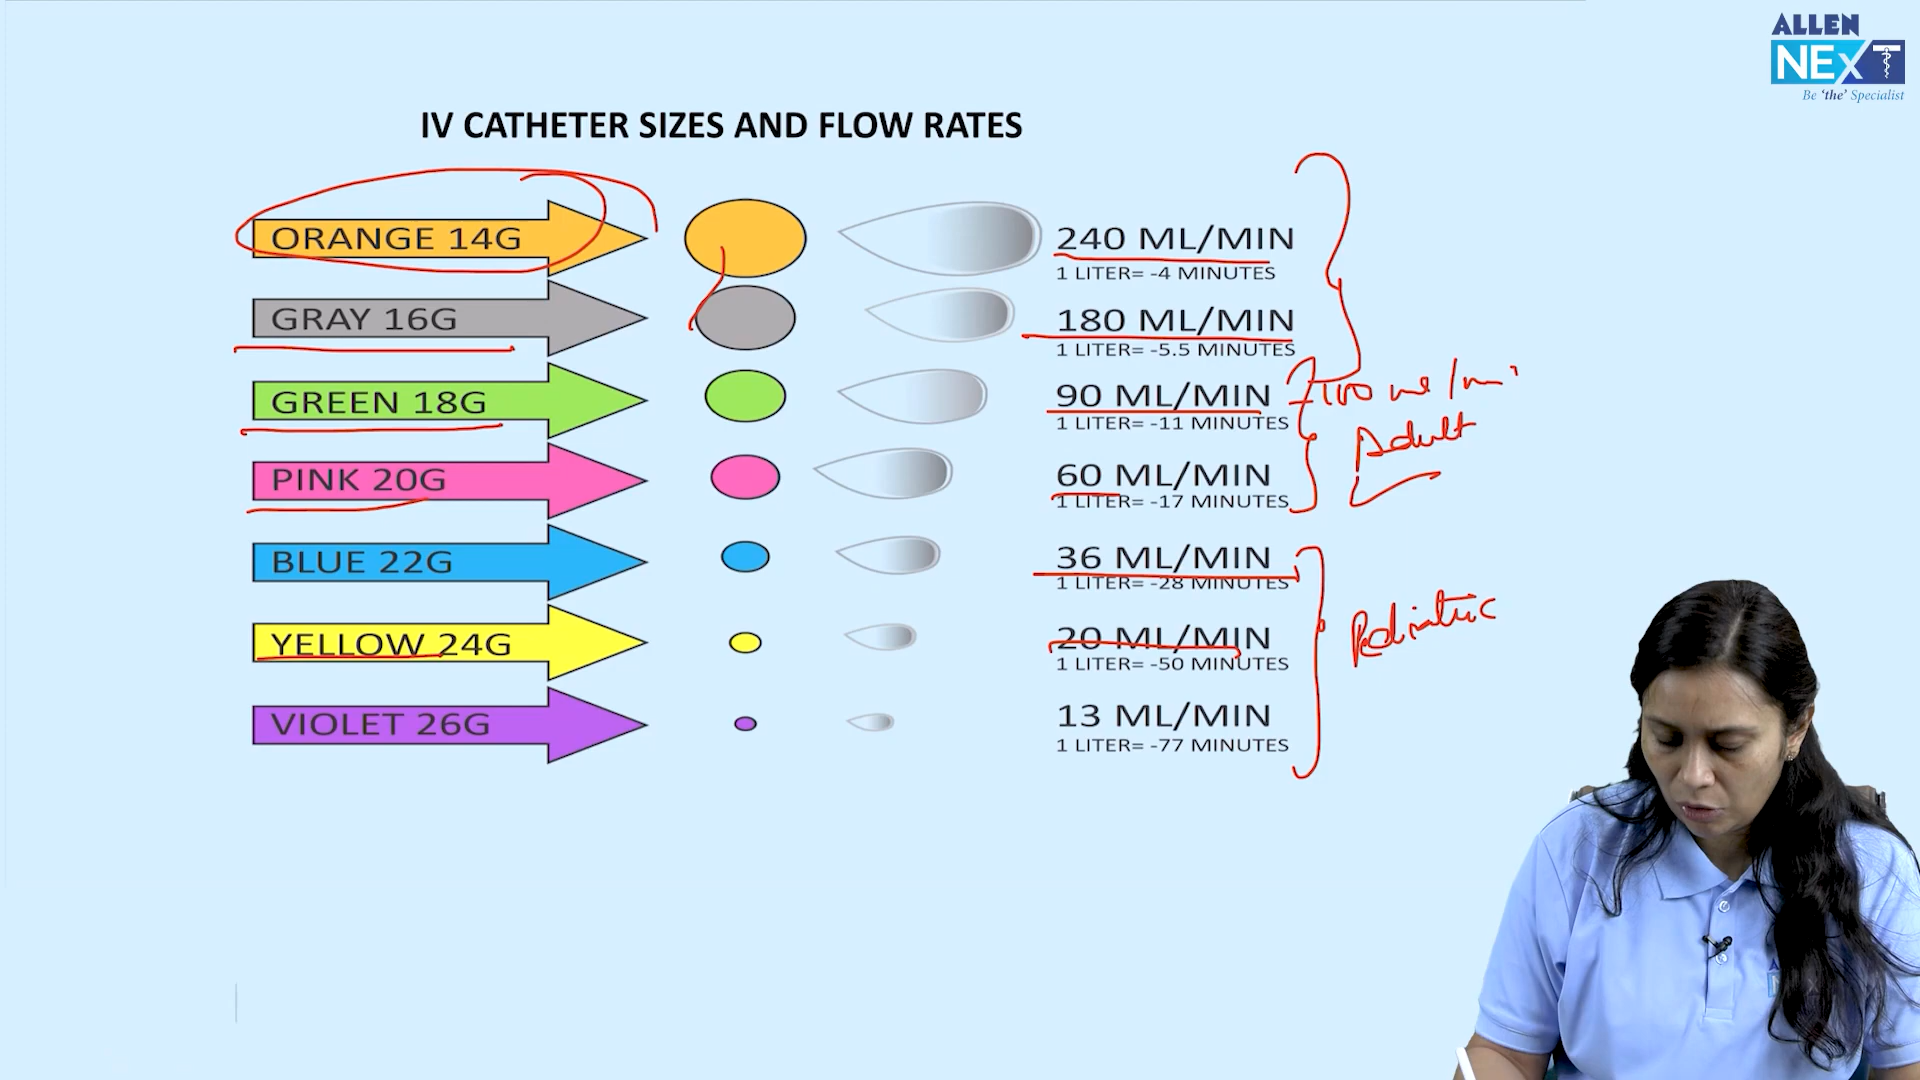 ALLEN
NEXT
Be 'the' Specialist
IV CATHETER SIZES AND FLOW RATES
ORANGE 14G
240 ML/MIN
1 LITER= -4 MINUTES
GRAY 16G
180 ML/MIN
1 LITER= -5.5 MINUTES
GREEN 18G
90 ML/MIN
1 LITER= -11 MINUTES
Adult
PINK 20G
60 ML/MIN
1 LITER= -17 MINUTES
BLUE 22G
36 ML/MIN
1 LITER= -28 MINUTES
Pediatric
YELLOW 24G
20 ML/MIN
1 LITER= -50 MINUTES
VIOLET 26G
13 ML/MIN
1 LITER= -77 MINUTES